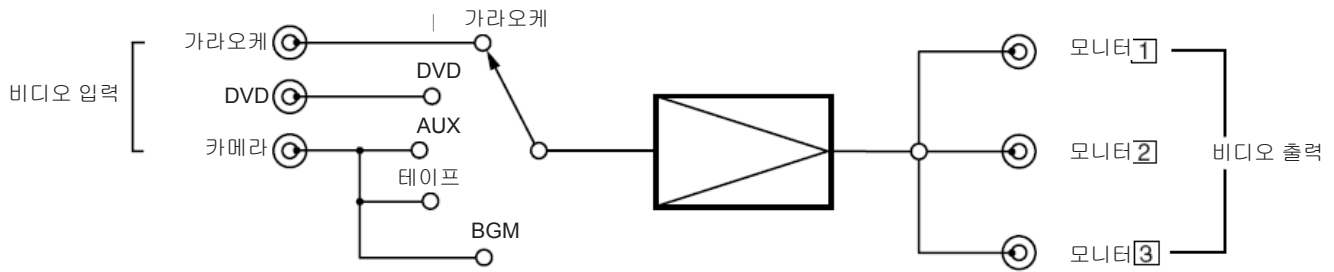 가라오케
가라오케
비디오 입력
DVD
DVD
AUX
카메라
테이프
BGM
모니터 1
모니터 2
비디오 출력
모니터 3